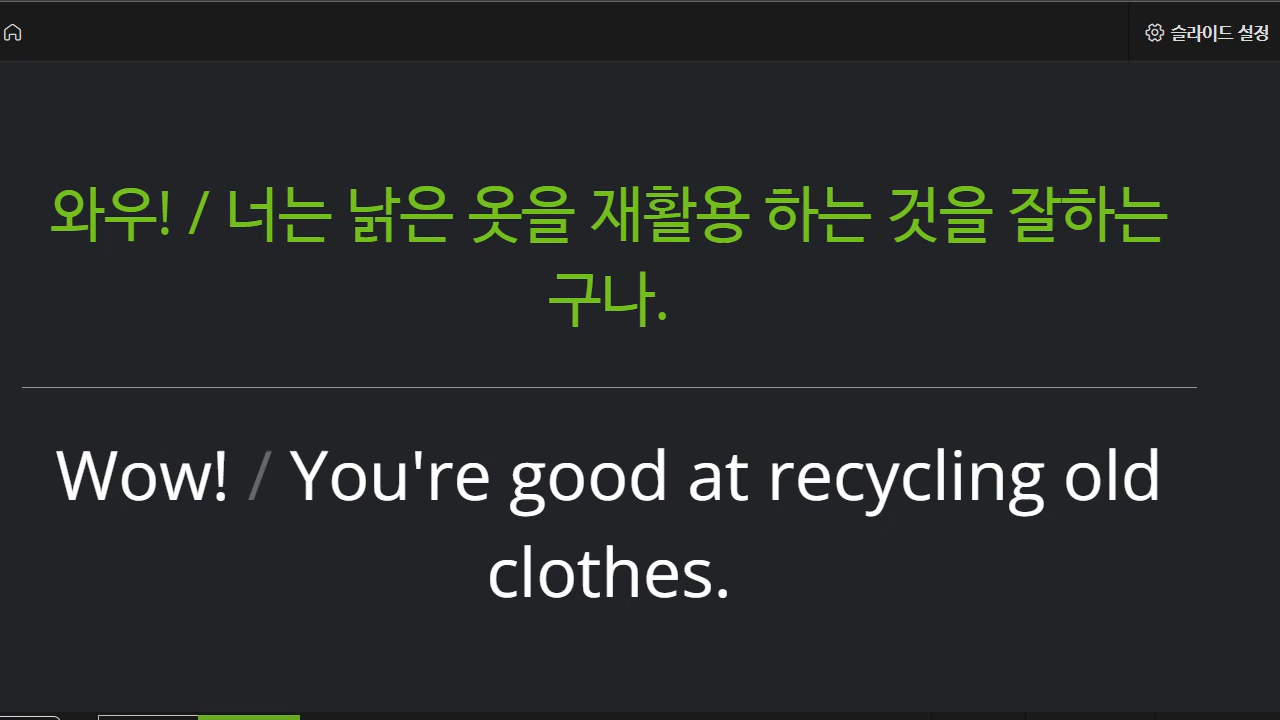 슬라이드 설정
와우! / 너는 낡은 옷을 재활용 하는 것을 잘하는
구나.
Wow! / You're good at recycling old
clothes.